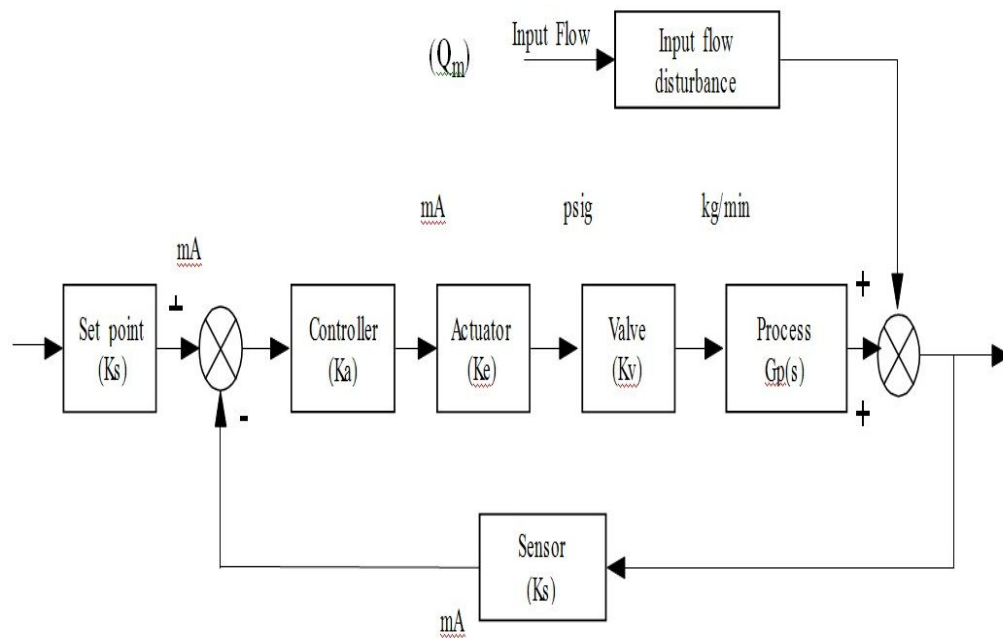 Input Flow
(Qm)
Input flow
disturbance
mA
psig
kg/min
mA
+
+
Set point
(Ks)
Controller
(Ka)
Actuator
(Ke)
Valve
(Kv)
Process
Gp(s)
-
+
Sensor
(Ks)
mA